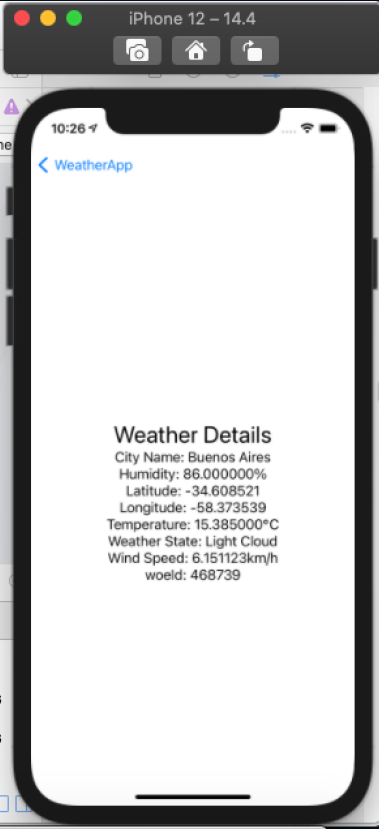 iPhone 12 – 14.4
10:26
WeatherApp
Weather Details
City Name: Buenos Aires
Humidity: 86.000000%
Latitude: -34.608521
Longitude: -58.373539
Temperature: 15.385000°C
Weather State: Light Cloud
Wind Speed: 6.151123km/h
woeId: 468739